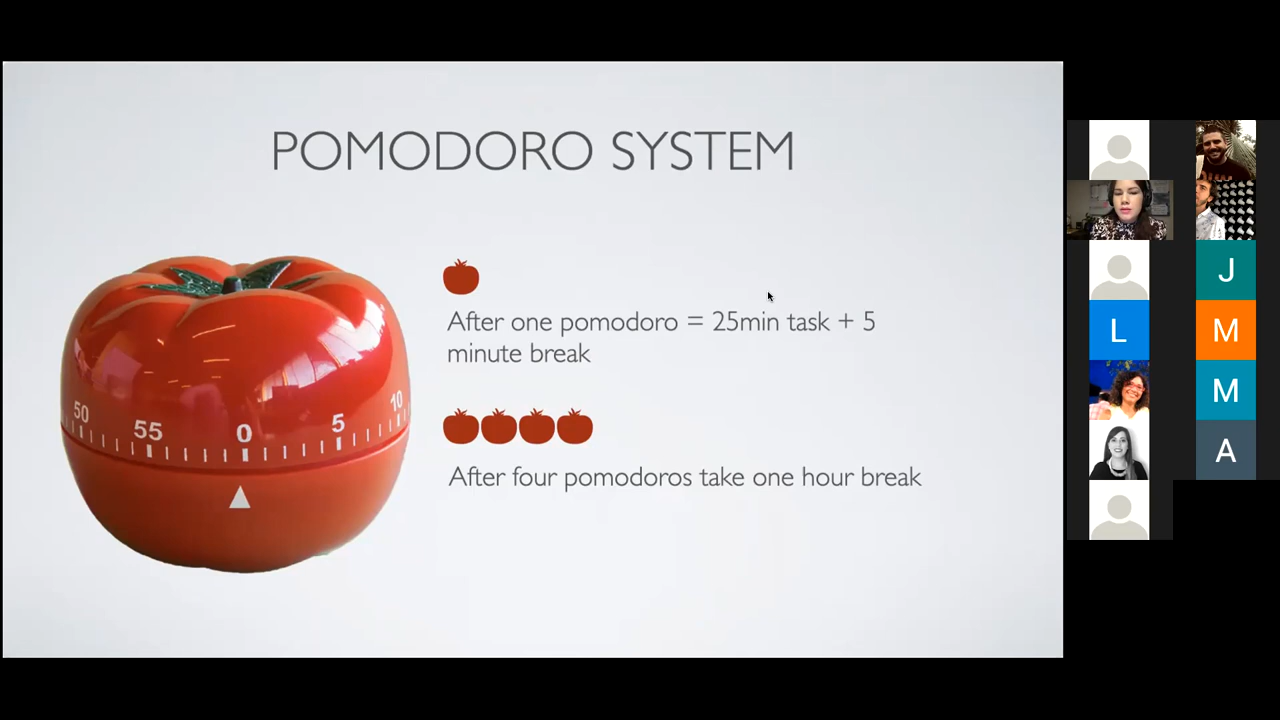 POMODORO SYSTEM
After one pomodoro = 25min task + 5
minute break
50 55 0 5 10
After four pomodoros take one hour break
J
L
M
M
A